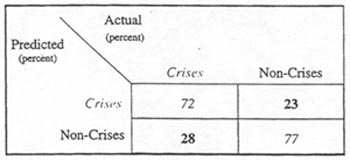 Actual
(percent)
Predicted
(percent)
Crises Non-Crises
Crises 72 23
Non-Crises 28 77